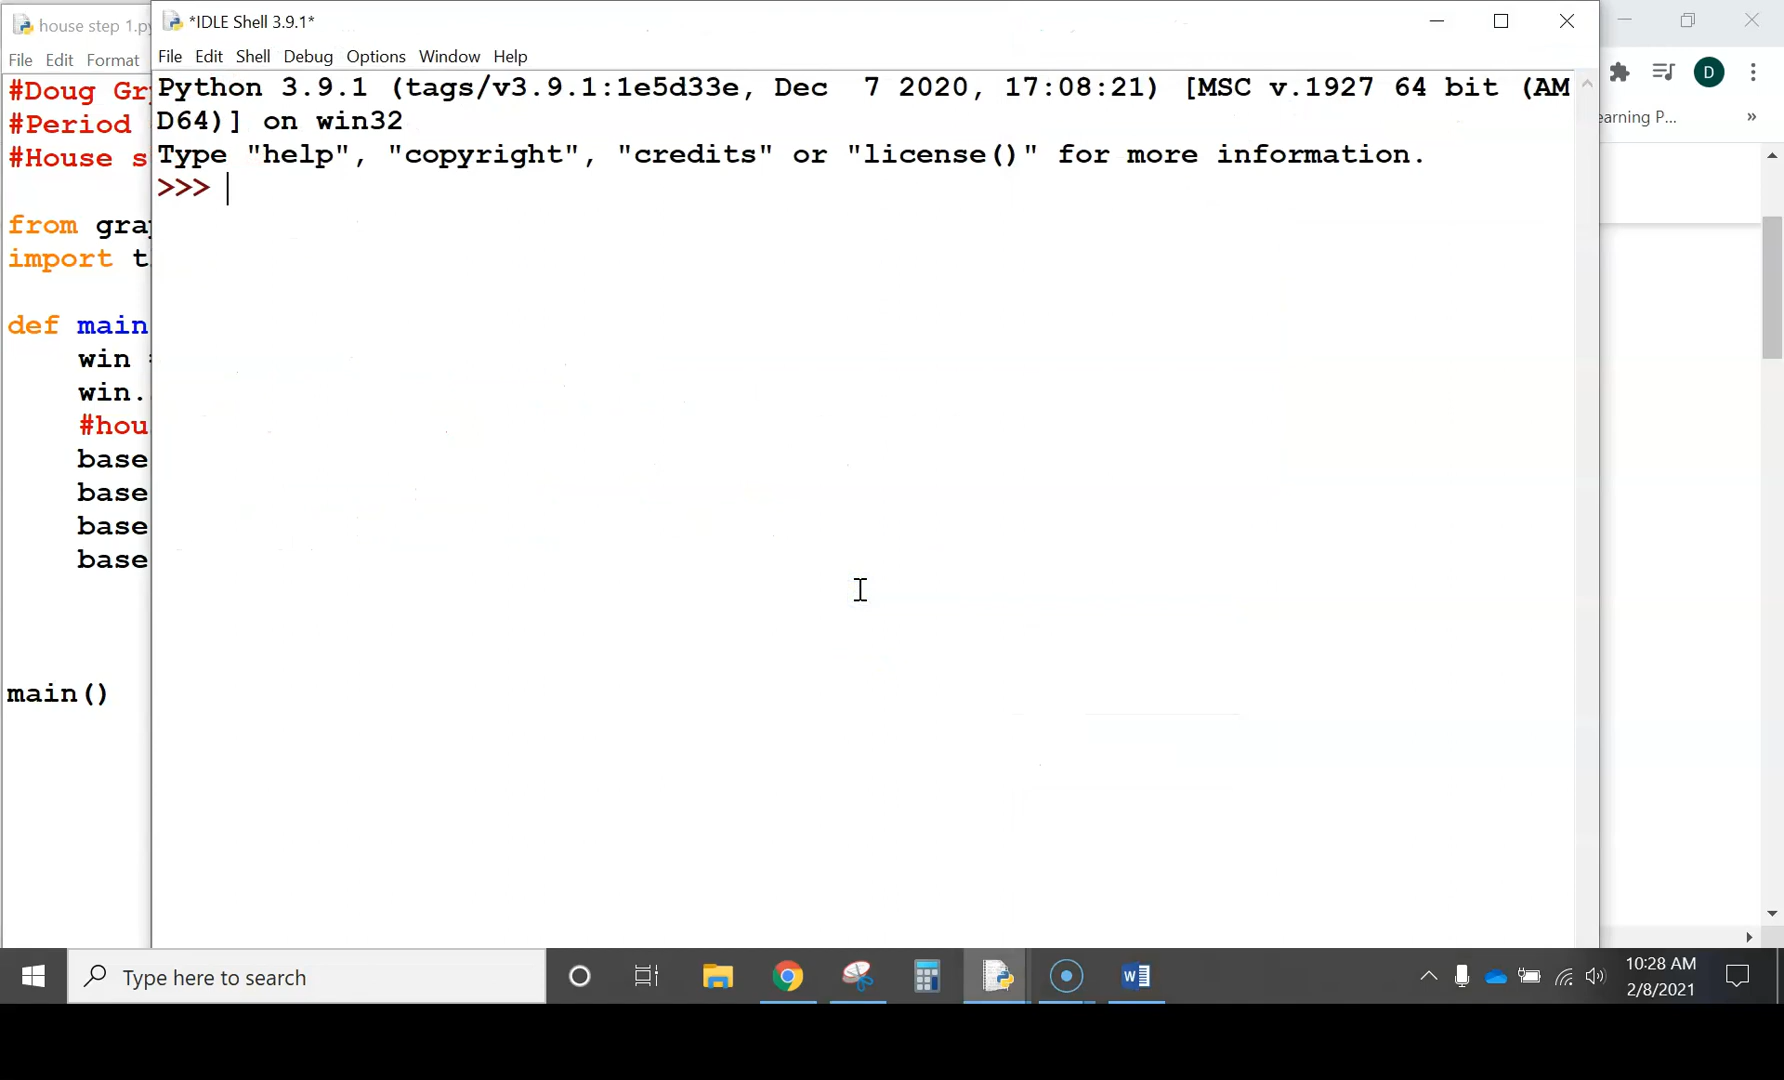 house step 1.py
*IDLE Shell 3.9.1*
File Edit Format
File Edit Shell Debug Options Window Help
#Doug
#Period
#House
from
import
def main
win
win.
#hou
base
base
base
base
main()
Python 3.9.1 (tags/v3.9.1:1e5d33e, Dec  7 2020, 17:08:21) [MSC v.1927 64 bit (AM
D64)] on win32
Type "help", "copyright", "credits" or "license()" for more information.
>>>
D
earning P...
»
Type here to search
10:28 AM
2/8/2021